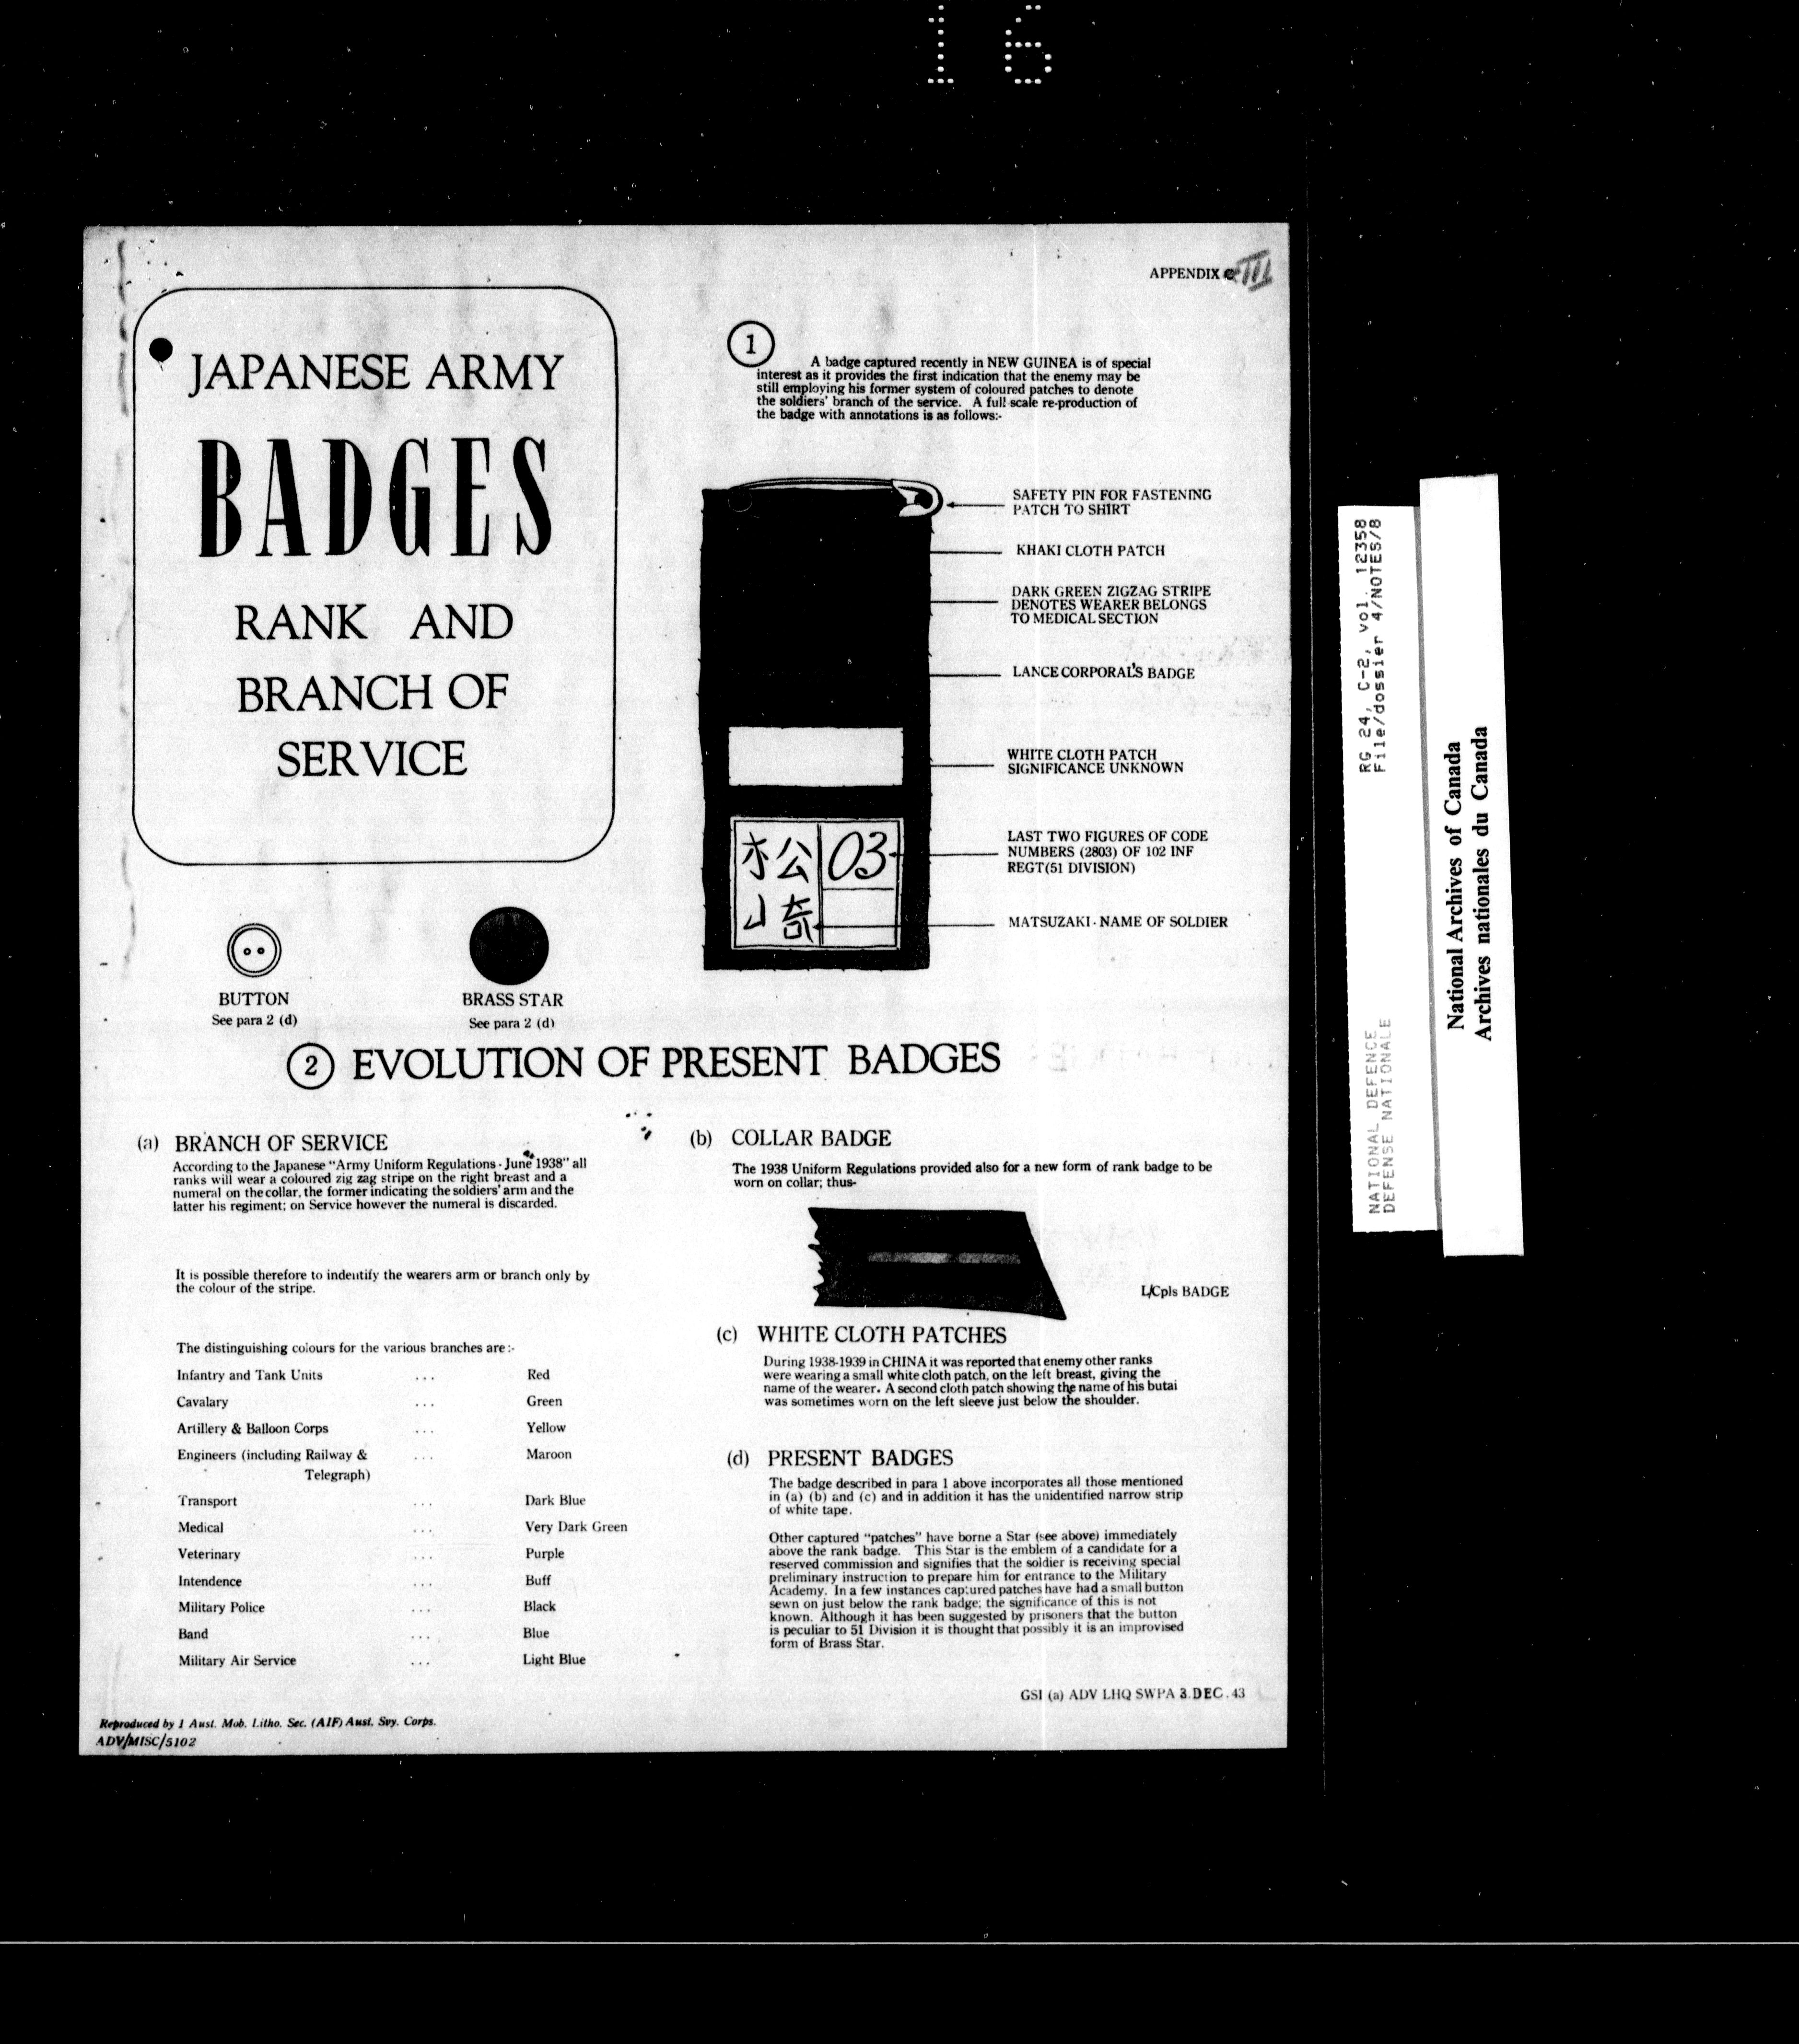 16
APPENDIX
III
JAPANESE ARMY
BADGES
RANK AND
BRANCH OF
SERVICE
1
A badge captured recently in NEW GUINEA is of special
interest as it provides the first indication that the enemy may be
still employing his former system of coloured patches to denote
the soldiers' branch of the service. A full scale re-production of
the badge with annotations is as follows:-
SAFETY PIN FOR FASTENING
PATCH TO SHIRT
KHAKI CLOTH PATCH
DARK GREEN ZIGZAG STRIPE
DENOTES WEARER BELONGS
TO MEDICAL SECTION
LANCE CORPORAL'S BADGE
WHITE CLOTH PATCH
SIGNIFICANCE UNKNOWN
松崎
03
LAST TWO FIGURES OF CODE
NUMBERS (2803) OF 102 INF
REGT(51 DIVISION)
MATSUZAKI - NAME OF SOLDIER
BUTTON
See para 2 (d)
BRASS STAR
See para 2 (d)
2 EVOLUTION OF PRESENT BADGES
(a) BRANCH OF SERVICE
According to the Japanese "Army Uniform Regulations - June 1938" all
ranks will wear a coloured zig zag stripe on the right breast and a
numeral on the collar, the former indicating the soldiers' arm and the
latter his regiment; on Service however the numeral is discarded.
It is possible therefore to indentify the wearers arm or branch only by
the colour of the stripe.
The distinguishing colours for the various branches are :-
Infantry and Tank Units ... Red
Cavalary ... Green
Artillery & Balloon Corps ... Yellow
Engineers (including Railway & ... Maroon
Telegraph)
Transport ... Dark Blue
Medical ... Very Dark Green
Veterinary ... Purple
Intendence ... Buff
Military Police ... Black
Band ... Blue
Military Air Service ... Light Blue
(b) COLLAR BADGE
The 1938 Uniform Regulations provided also for a new form of rank badge to be
worn on collar; thus-
L/Cpls BADGE
(c) WHITE CLOTH PATCHES
During 1938-1939 in CHINA it was reported that enemy other ranks
were wearing a small white cloth patch, on the left breast, giving the
name of the wearer. A second cloth patch showing the name of his butai
was sometimes worn on the left sleeve just below the shoulder.
(d) PRESENT BADGES
The badge described in para 1 above incorporates all those mentioned
in (a) (b) and (c) and in addition it has the unidentified narrow strip
of white tape.
Other captured "patches" have borne a Star (see above) immediately
above the rank badge. This Star is the emblem of a candidate for a
reserved commission and signifies that the soldier is receiving special
preliminary instruction to prepare him for entrance to the Military
Academy. In a few instances captured patches have had a small button
sewn on just below the rank badge; the significance of this is not
known. Although it has been suggested by prisoners that the button
is peculiar to 51 Division it is thought that possibly it is an improvised
form of Brass Star.
GSI (a) ADV LHQ SWPA 3.DEC.43
Reproduced by 1 Aust. Mob. Litho. Sec. (AIF) Aust. Svy. Corps.
ADV/MISC/5102
RG 24, C-2, vol. 12358
File/dossier 4/NOTES/8
NATIONAL DEFENCE
DEFENSE NATIONALE
National Archives of Canada
Archives nationales du Canada